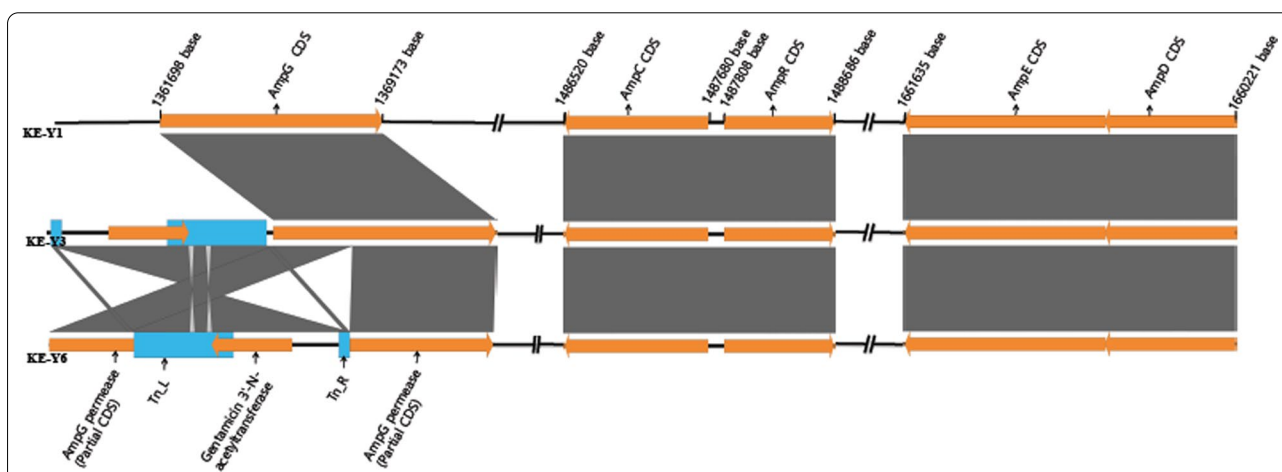 1361698 base
AmpG CDS
1369173 base
1486520 base
AmpC CDS
1487680 base
1487808 base
AmpR CDS
1488686 base
1661635 base
AmpE CDS
AmpD CDS
1660221 base
KE-Y1
KE-Y3
KE-Y6
AmpG permease
(Partial CDS)
Tn_L
Gentamicin 3'-N-
acetyltransferase
Tn_R
AmpG permease
(Partial CDS)